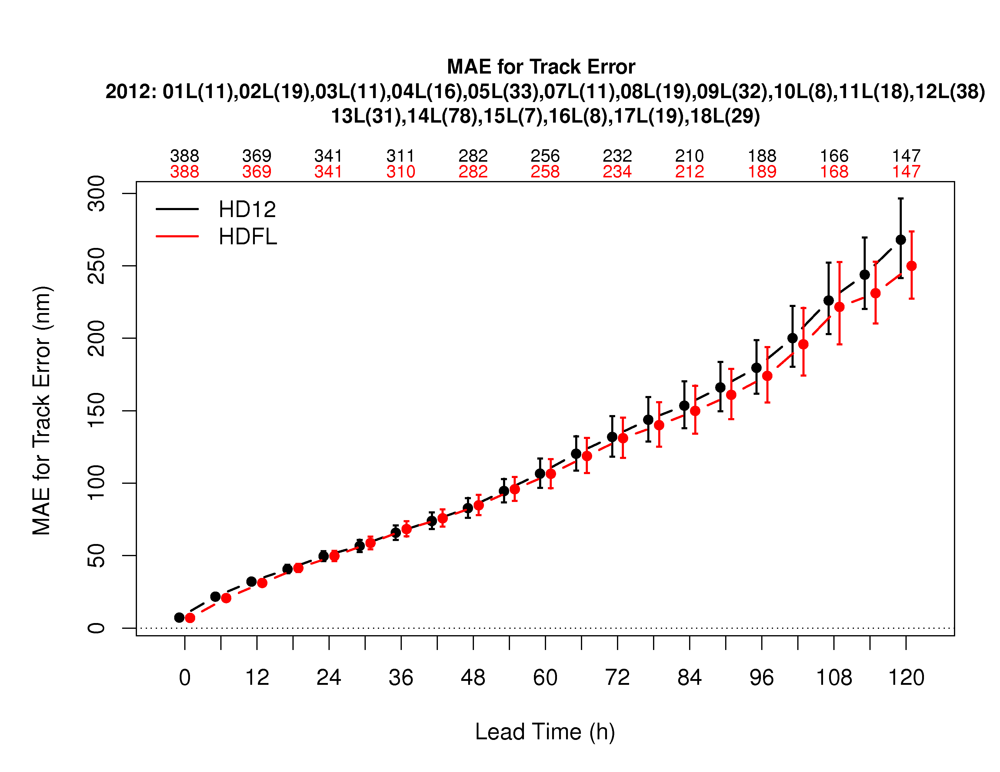 MAE for Track Error
2012: 01L(11),02L(19),03L(11),04L(16),05L(33),07L(11),08L(19),09L(32),10L(8),11L(18),12L(38)
13L(31),14L(78),15L(7),16L(8),17L(19),18L(29)
388 369 341 311 282 256 232 210 188 166 147
388 369 341 310 282 258 234 212 189 168 147
HD12
HDFL
300
250
200
150
100
50
0
MAE for Track Error (nm)
0 12 24 36 48 60 72 84 96 108 120
Lead Time (h)